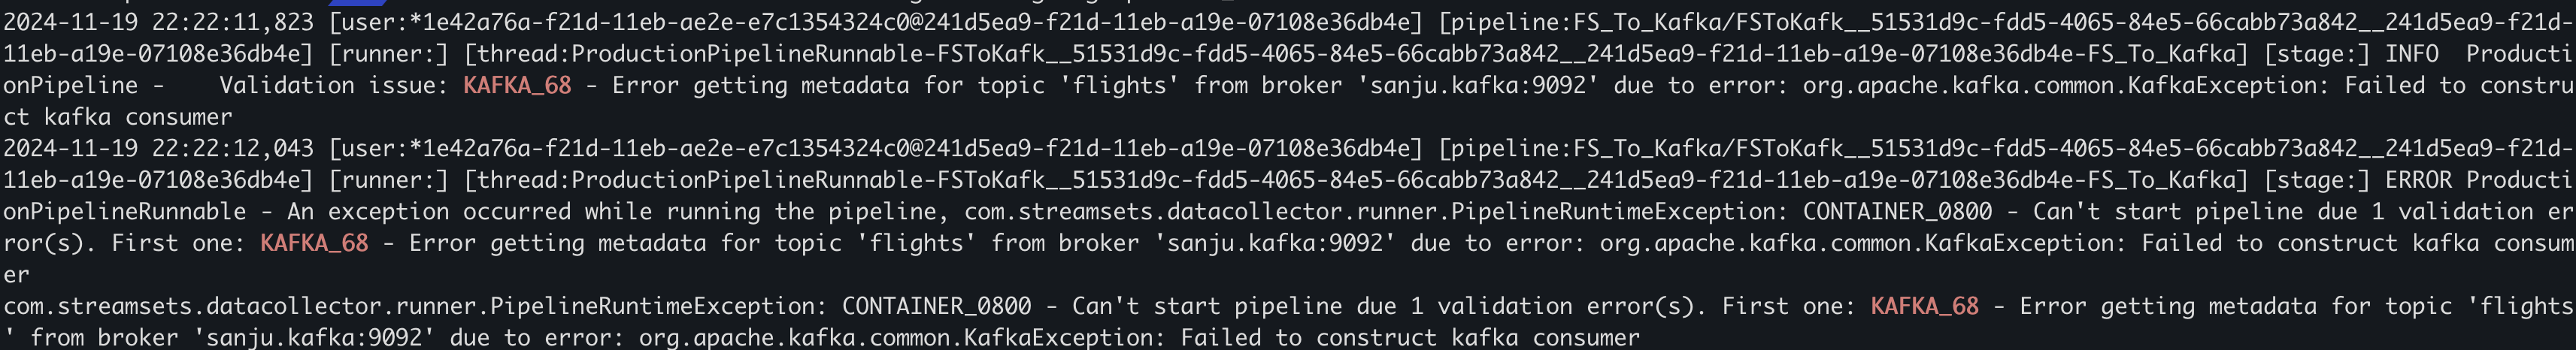 2024-11-19 22:22:11,823 [user:*1e42a76a-f21d-11eb-ae2e-e7c1354324c0@241d5ea9-f21d-11eb-a19e-07108e36db4e] [pipeline:FS_To_Kafka/FSToKafk__51531d9c-fdd5-4065-84e5-66cabb73a842__241d5ea9-f21d-
11eb-a19e-07108e36db4e] [runner:] [thread:ProductionPipelineRunnable-FSToKafk__51531d9c-fdd5-4065-84e5-66cabb73a842__241d5ea9-f21d-11eb-a19e-07108e36db4e-FS_To_Kafka] [stage:] INFO  Producti
onPipeline -    Validation issue: KAFKA_68 - Error getting metadata for topic 'flights' from broker 'sanju.kafka:9092' due to error: org.apache.kafka.common.KafkaException: Failed to constru
ct kafka consumer
2024-11-19 22:22:12,043 [user:*1e42a76a-f21d-11eb-ae2e-e7c1354324c0@241d5ea9-f21d-11eb-a19e-07108e36db4e] [pipeline:FS_To_Kafka/FSToKafk__51531d9c-fdd5-4065-84e5-66cabb73a842__241d5ea9-f21d-
11eb-a19e-07108e36db4e] [runner:] [thread:ProductionPipelineRunnable-FSToKafk__51531d9c-fdd5-4065-84e5-66cabb73a842__241d5ea9-f21d-11eb-a19e-07108e36db4e-FS_To_Kafka] [stage:] ERROR Producti
onPipelineRunnable - An exception occurred while running the pipeline, com.streamsets.datacollector.runner.PipelineRuntimeException: CONTAINER_0800 - Can't start pipeline due 1 validation er
ror(s). First one: KAFKA_68 - Error getting metadata for topic 'flights' from broker 'sanju.kafka:9092' due to error: org.apache.kafka.common.KafkaException: Failed to construct kafka consum
er
com.streamsets.datacollector.runner.PipelineRuntimeException: CONTAINER_0800 - Can't start pipeline due 1 validation error(s). First one: KAFKA_68 - Error getting metadata for topic 'flights
' from broker 'sanju.kafka:9092' due to error: org.apache.kafka.common.KafkaException: Failed to construct kafka consumer